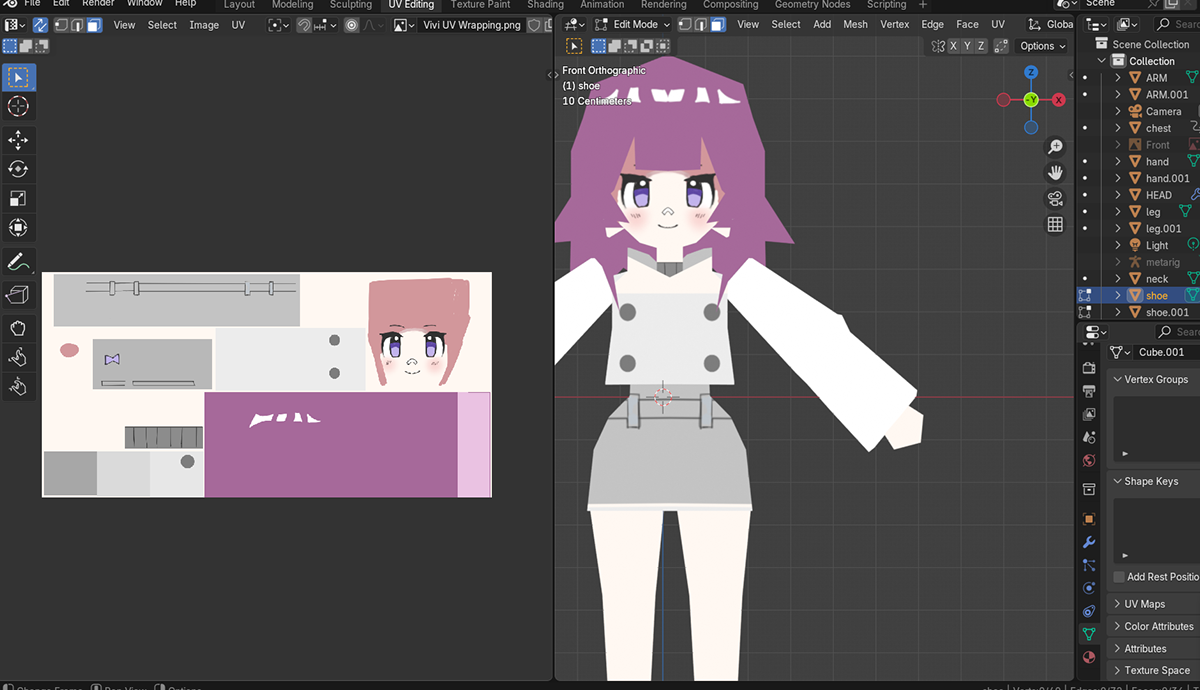 File Edit Render Window Help Layout Modeling Sculpting UV Editing Texture Paint Shading Animation Rendering Compositing Geometry Nodes Scripting + Scene
View Select Image UV Vivi UV Wrapping.png Edit Mode View Select Add Mesh Vertex Edge Face UV Globa
X Y Z Options
Front Orthographic
(1) shoe
10 Centimeters
Z
-Y
X
Scene Collection
Collection
ARM
ARM.001
Camera
chest
Front
hand
hand.001
HEAD
leg
leg.001
Light
metarig
neck
shoe
shoe.001
Cube.001
Vertex Groups
Shape Keys
Add Rest Positio
UV Maps
Color Attributes
Attributes
Texture Space